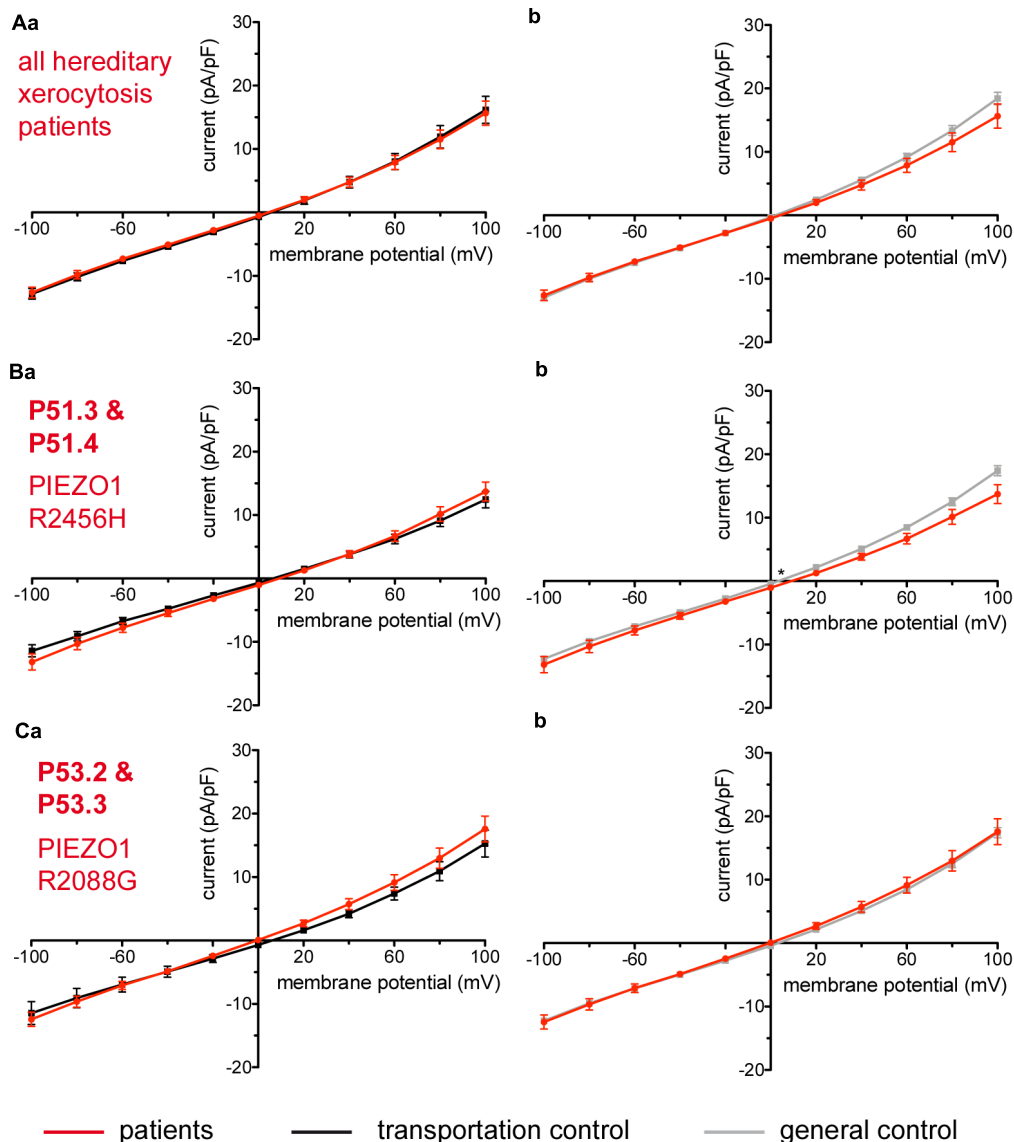 Aa
all hereditary
xerocytosis
patients
current (pA/pF)
30
20
10
-10
-20
-100
-60
20
60
100
membrane potential (mV)
b
current (pA/pF)
30
20
10
-10
-20
-100
-60
20
60
100
membrane potential (mV)
Ba
P51.3 &
P51.4
PIEZO1
R2456H
current (pA/pF)
30
20
10
-10
-20
-100
-60
20
60
100
membrane potential (mV)
b
current (pA/pF)
30
20
10
-10
-20
-100
-60
20
60
100
*
membrane potential (mV)
Ca
P53.2 &
P53.3
PIEZO1
R2088G
current (pA/pF)
30
20
10
-10
-20
-100
-60
20
60
100
membrane potential (mV)
b
current (pA/pF)
30
20
10
-10
-20
-100
-60
20
60
100
membrane potential (mV)
patients
transportation control
general control